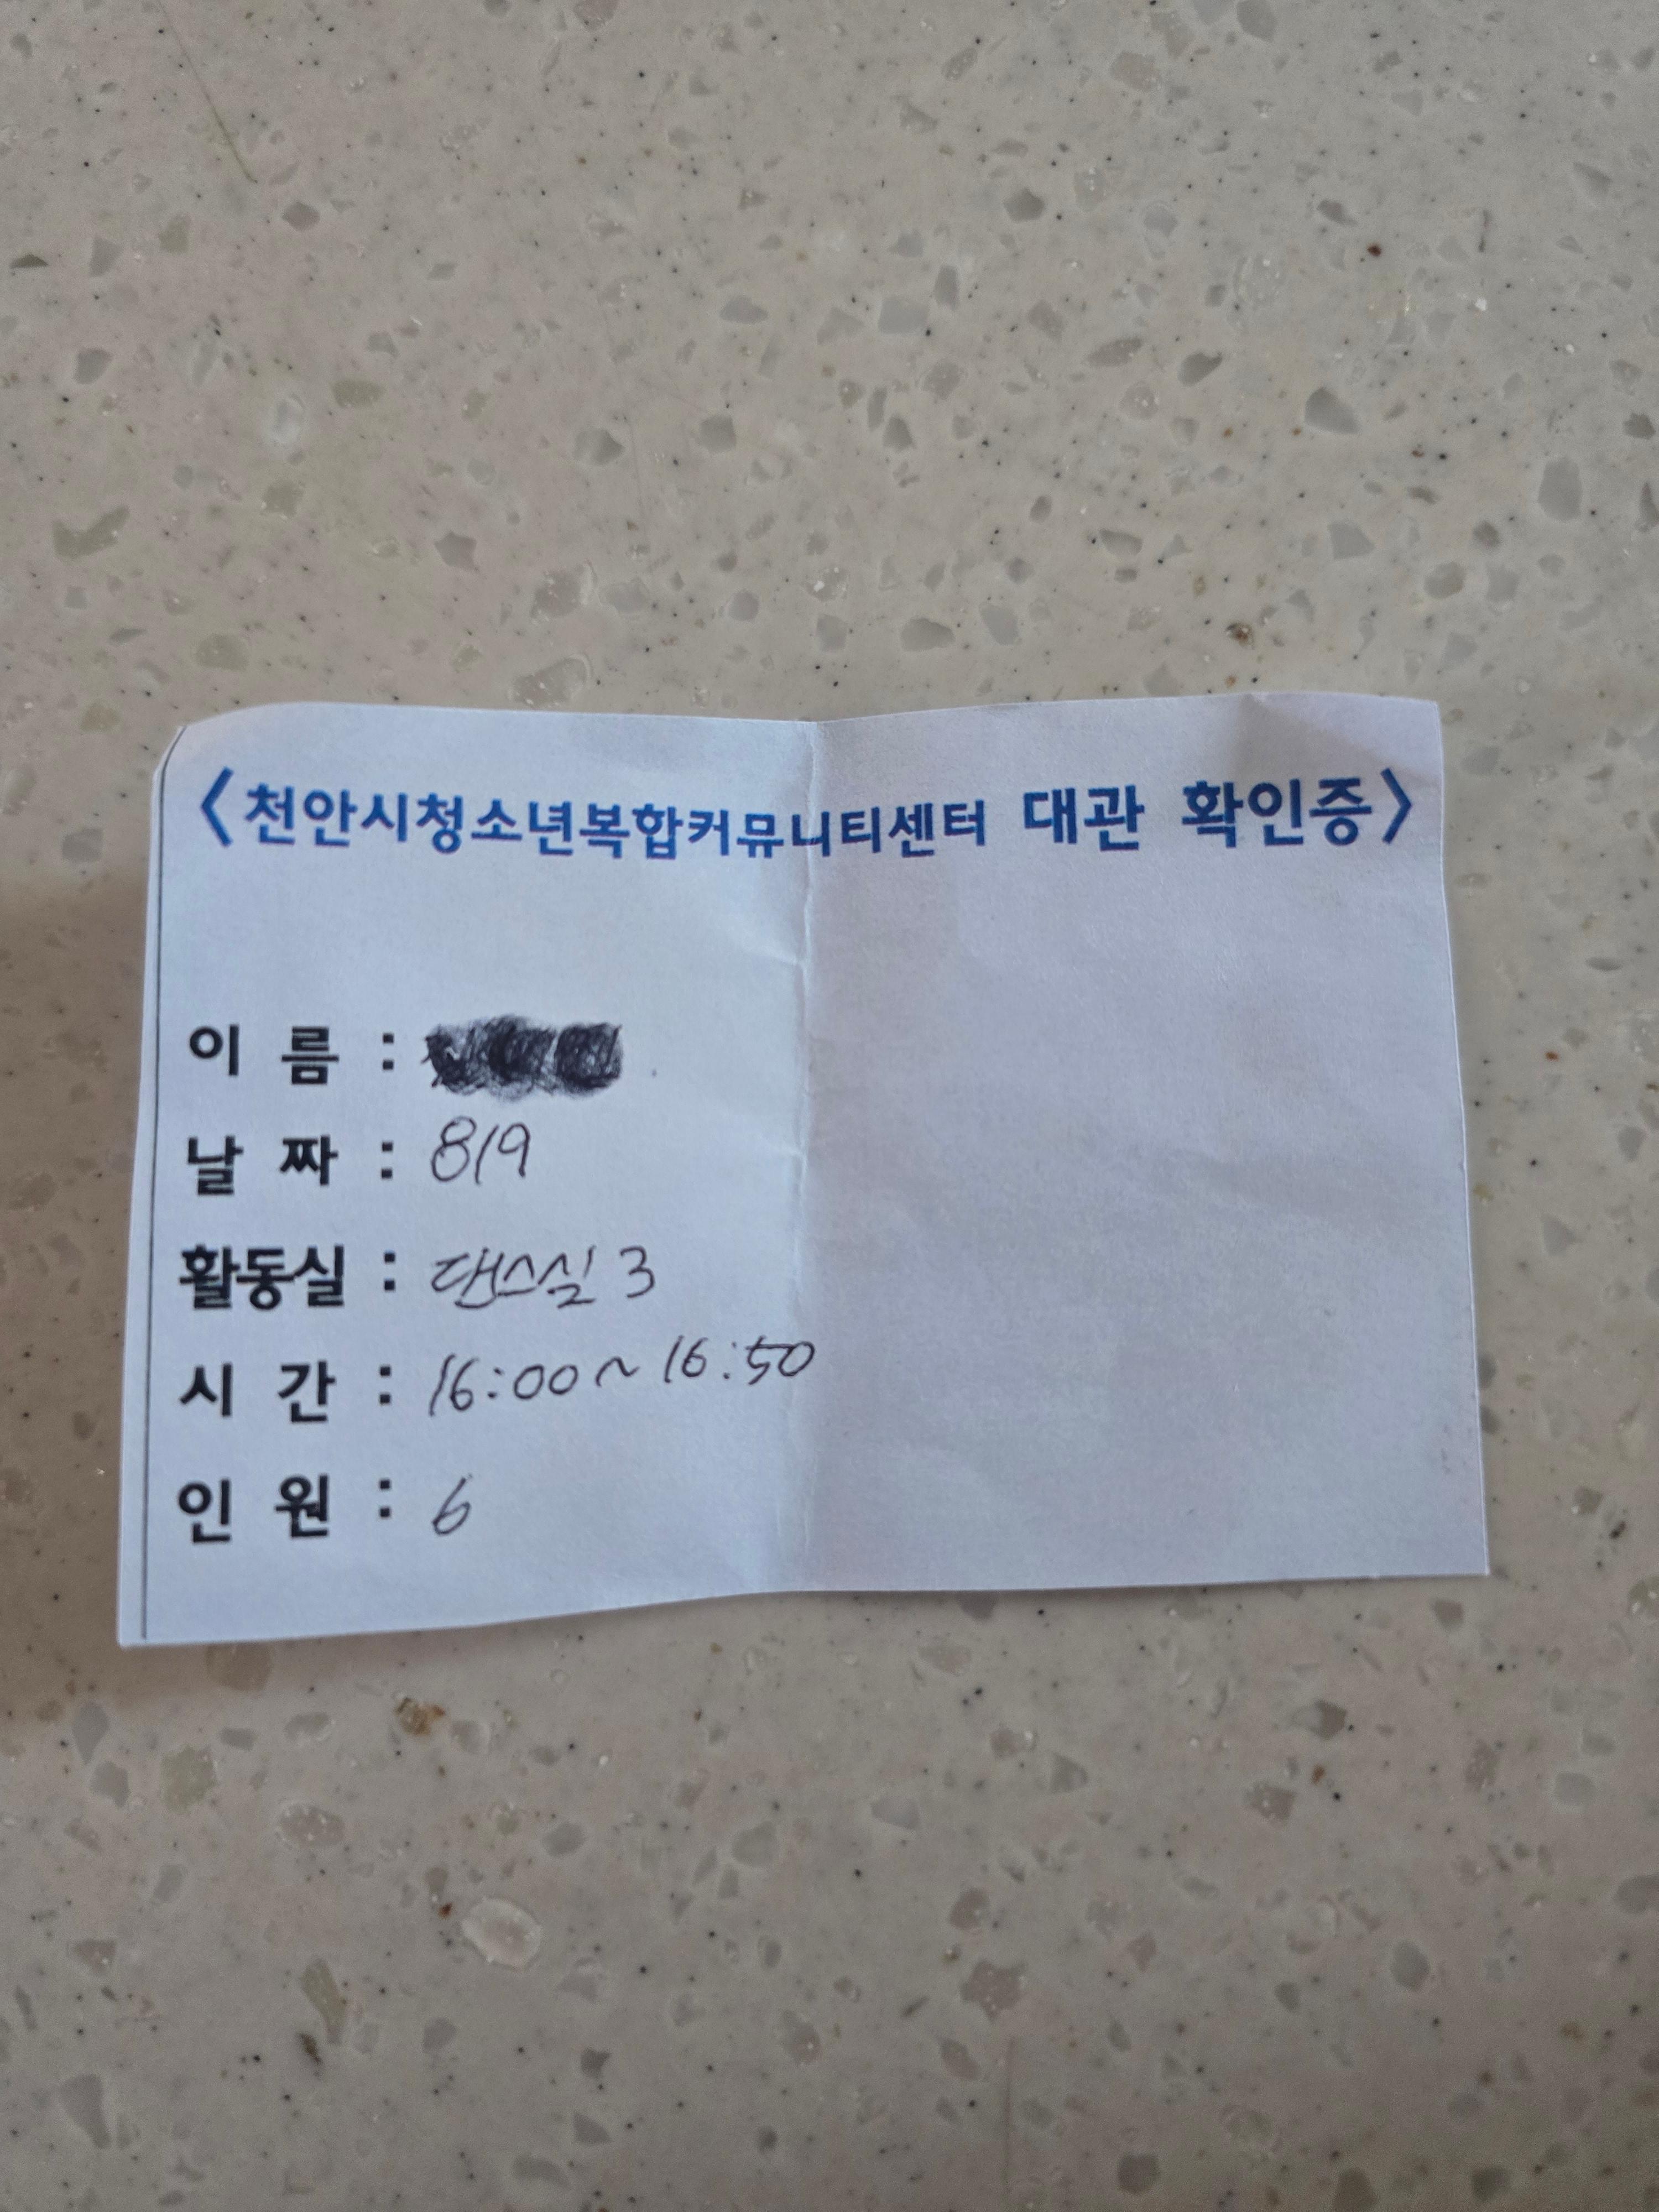 <천안시청소년복합커뮤니티센터 대관 확인증>
이 름 :
날 짜 : 8/9
활동실 : 댄스실 3
시 간 : 16:00~16:50
인 원 : 6